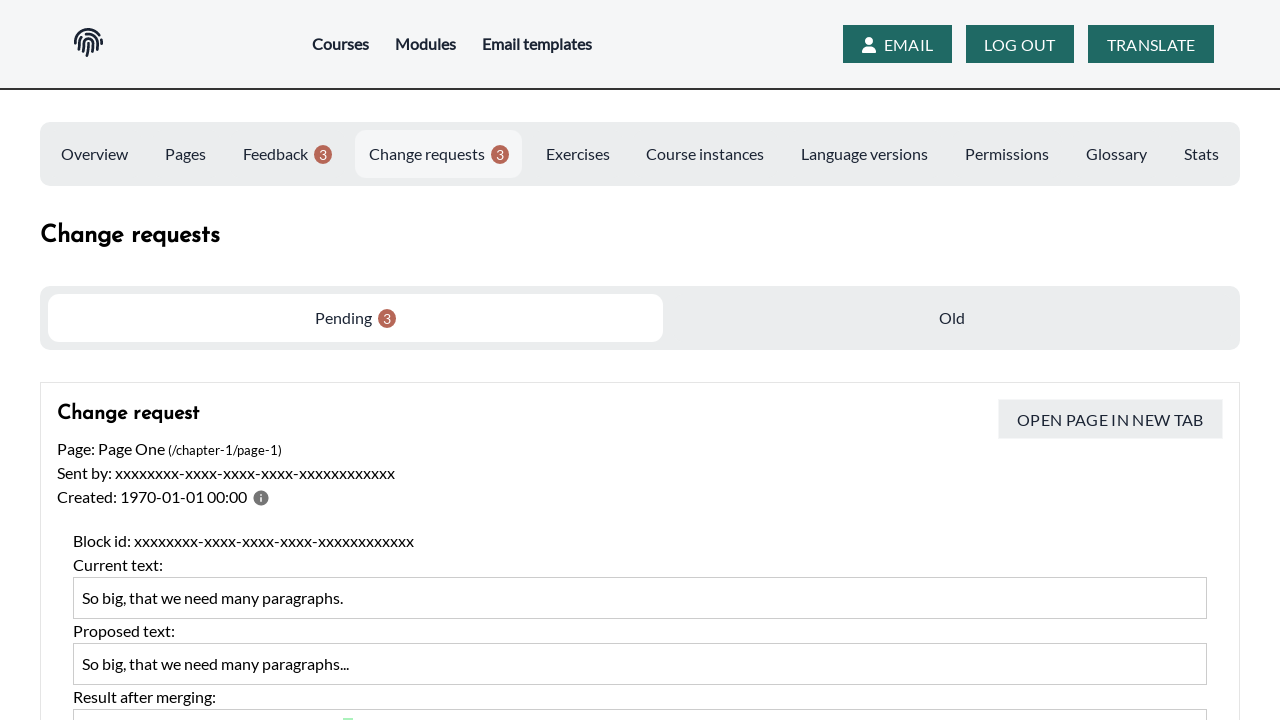 Courses Modules Email templates EMAIL LOG OUT TRANSLATE
Overview Pages Feedback 3 Change requests 3 Exercises Course instances Language versions Permissions Glossary Stats
Change requests
Pending 3 Old
Change request OPEN PAGE IN NEW TAB
Page: Page One (/chapter-1/page-1)
Sent by: xxxxxxxx-xxxx-xxxx-xxxx-xxxxxxxxxxxx
Created: 1970-01-01 00:00
Block id: xxxxxxxx-xxxx-xxxx-xxxx-xxxxxxxxxxxx
Current text:
So big, that we need many paragraphs.
Proposed text:
So big, that we need many paragraphs...
Result after merging: